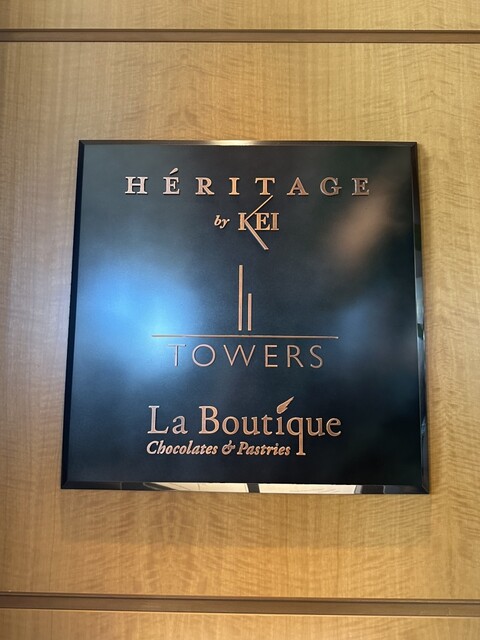 HÉRITAGE
by KEI
TOWERS
La Boutique
Chocolates & Pastries